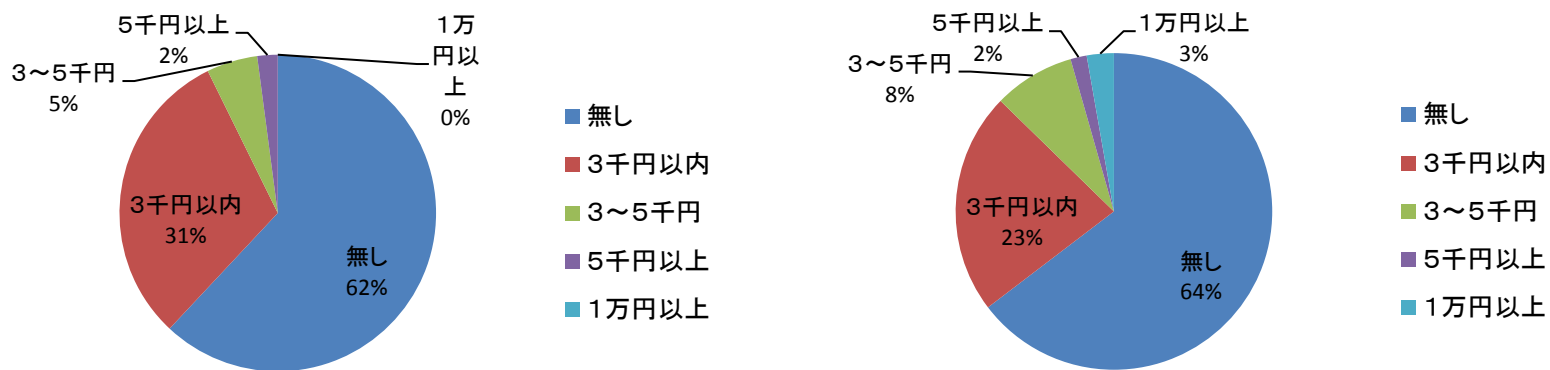 5千円以上
2%
1万
円以
上
0%
3～5千円
5%
3千円以内
31%
無し
62%
無し
3千円以内
3～5千円
5千円以上
1万円以上
5千円以上
2%
1万円以上
3%
3～5千円
8%
3千円以内
23%
無し
64%
無し
3千円以内
3～5千円
5千円以上
1万円以上